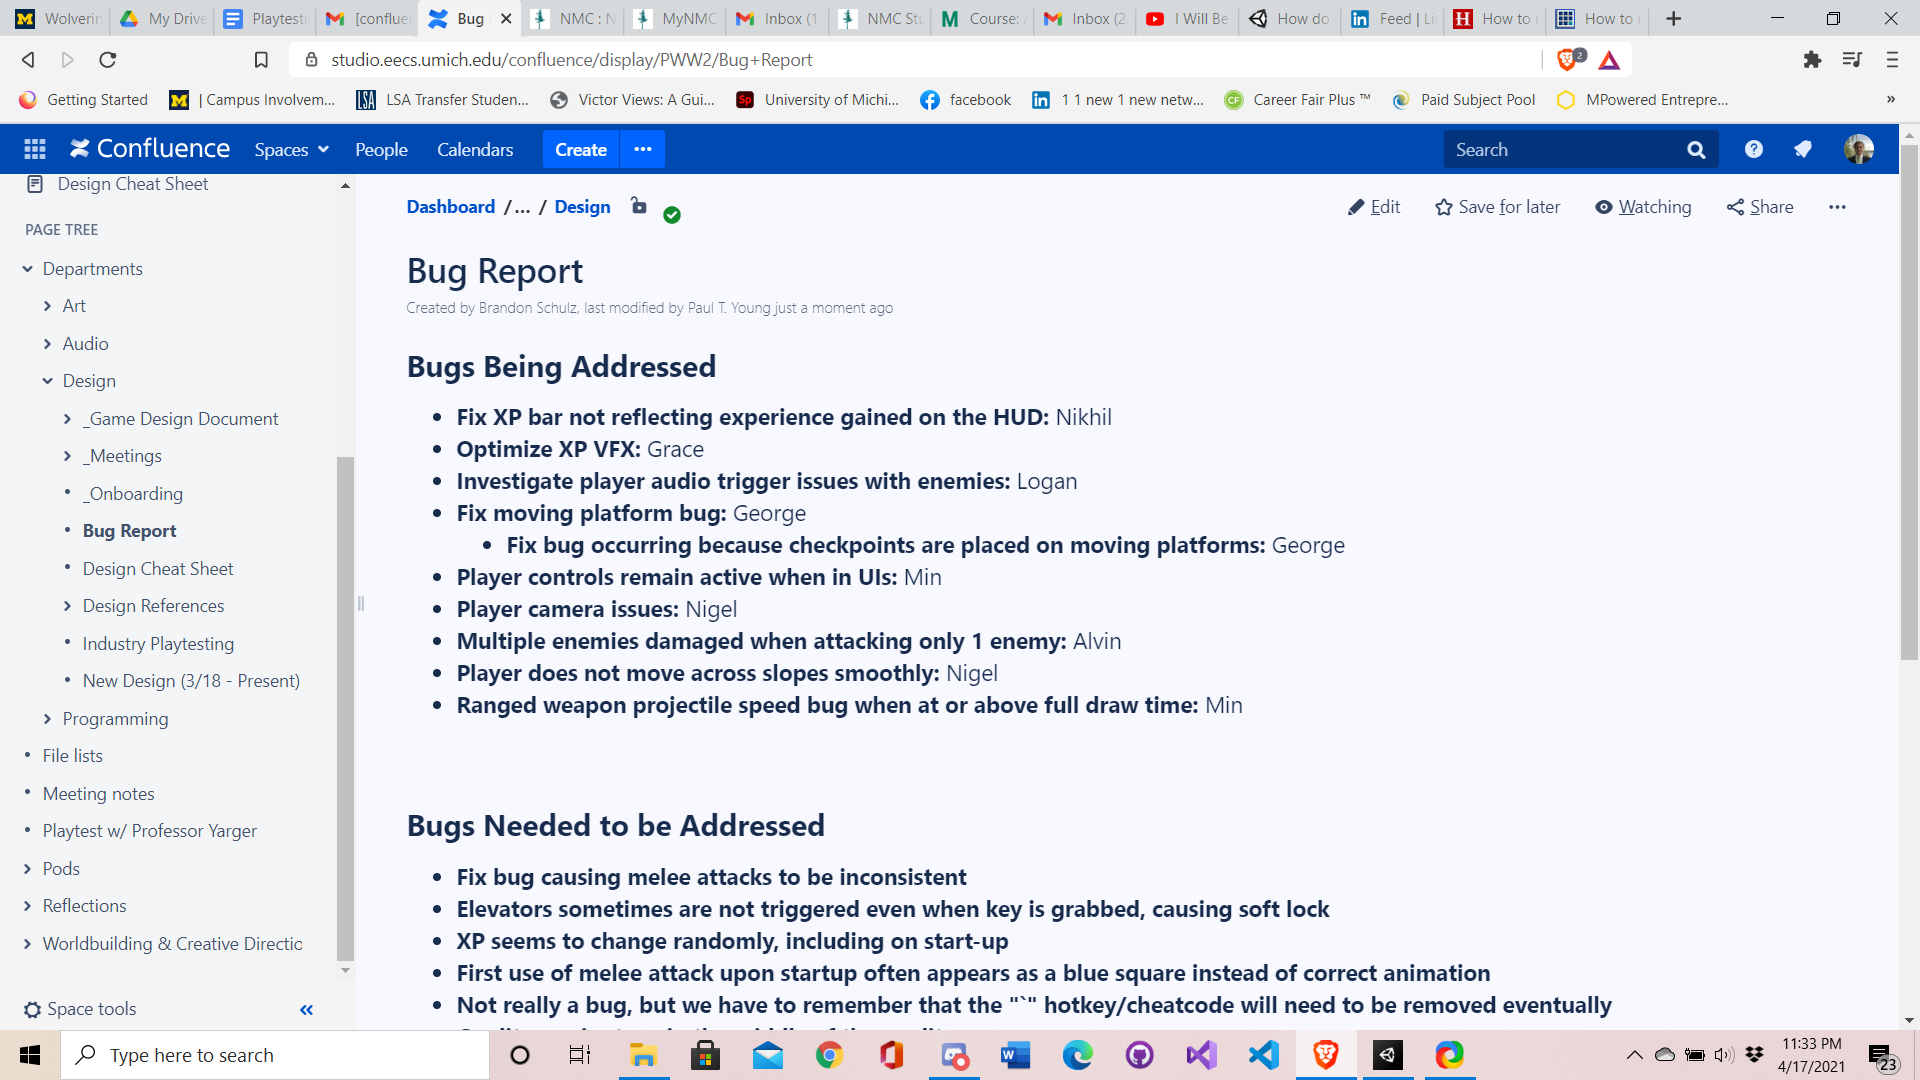 Wolverin
My Drive
Playtesti
[conflue
Bug
NMC : N
MyNMC
Inbox (1,
NMC Stu
Course:
Inbox (2,
I Will Be
How do
Feed | Li
How to
How to
studio.eecs.umich.edu/confluence/display/PWW2/Bug+Report
2
Getting Started
| Campus Involvem...
LSA Transfer Studen...
Victor Views: A Gui...
University of Michi...
facebook
1 1 new 1 new netw...
Career Fair Plus ™
Paid Subject Pool
MPowered Entrepre...
»
Confluence
Spaces
People
Calendars
Create
Search
Design Cheat Sheet
PAGE TREE
Departments
Art
Audio
Design
_Game Design Document
_Meetings
_Onboarding
Bug Report
Design Cheat Sheet
Design References
Industry Playtesting
New Design (3/18 - Present)
Programming
File lists
Meeting notes
Playtest w/ Professor Yarger
Pods
Reflections
Worldbuilding & Creative Directio
Space tools
Dashboard /... / Design
Edit
Save for later
Watching
Share
Bug Report
Created by Brandon Schulz, last modified by Paul T. Young just a moment ago
Bugs Being Addressed
Fix XP bar not reflecting experience gained on the HUD: Nikhil
Optimize XP VFX: Grace
Investigate player audio trigger issues with enemies: Logan
Fix moving platform bug: George
Fix bug occurring because checkpoints are placed on moving platforms: George
Player controls remain active when in UIs: Min
Player camera issues: Nigel
Multiple enemies damaged when attacking only 1 enemy: Alvin
Player does not move across slopes smoothly: Nigel
Ranged weapon projectile speed bug when at or above full draw time: Min
Bugs Needed to be Addressed
Fix bug causing melee attacks to be inconsistent
Elevators sometimes are not triggered even when key is grabbed, causing soft lock
XP seems to change randomly, including on start-up
First use of melee attack upon startup often appears as a blue square instead of correct animation
Not really a bug, but we have to remember that the "`" hotkey/cheatcode will need to be removed eventually
Type here to search
11:33 PM
4/17/2021
23